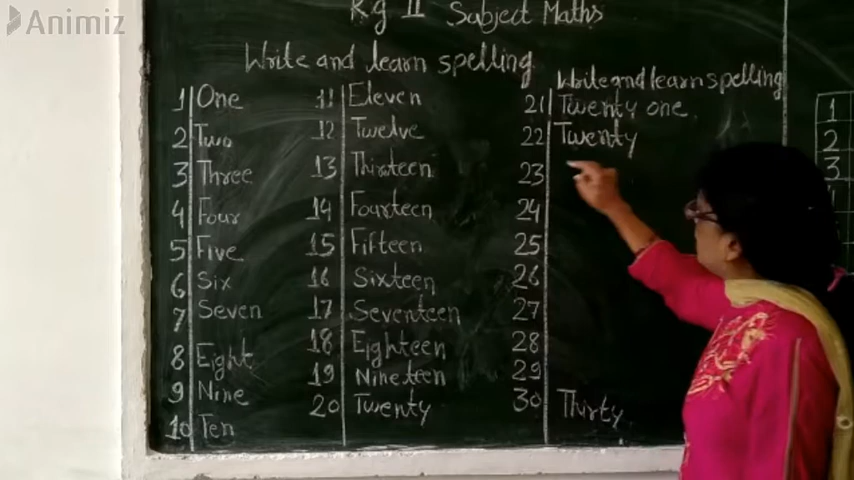 Animiz
Kg II Subject Maths
Write and learn spelling
Write and learn spelling
1 One
2 Two
3 Three
4 Four
5 Five
6 Six
7 Seven
8 Eight
9 Nine
10 Ten
11 Eleven
12 Twelve
13 Thirteen
14 Fourteen
15 Fifteen
16 Sixteen
17 Seventeen
18 Eighteen
19 Nineteen
20 Twenty
21 Twenty one
22 Twenty
23
24
25
26
27
28
29
30 Thirty
1
2
3